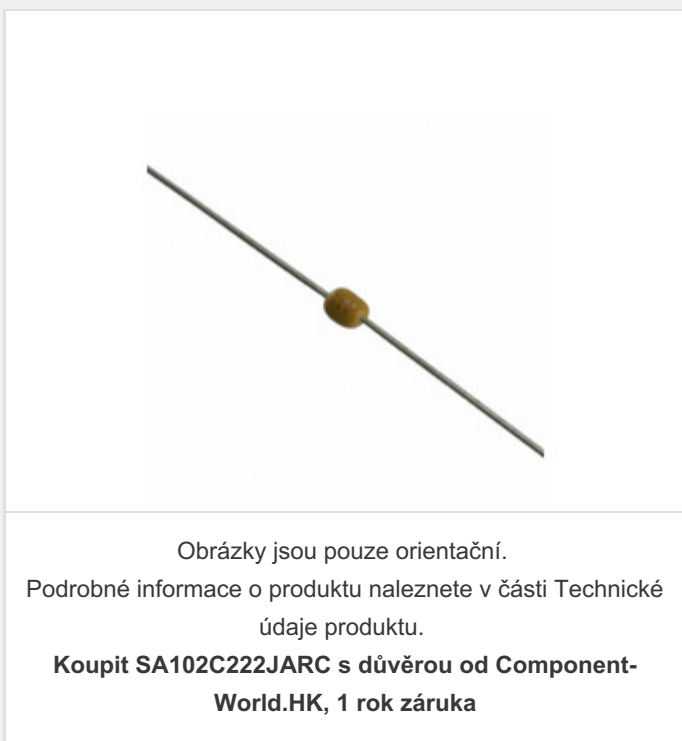 Obrázky jsou pouze orientační.
Podrobné informace o produktu naleznete v části Technické
údaje produktu.
Koupit SA102C222JARC s důvěrou od Component-
World.HK, 1 rok záruka